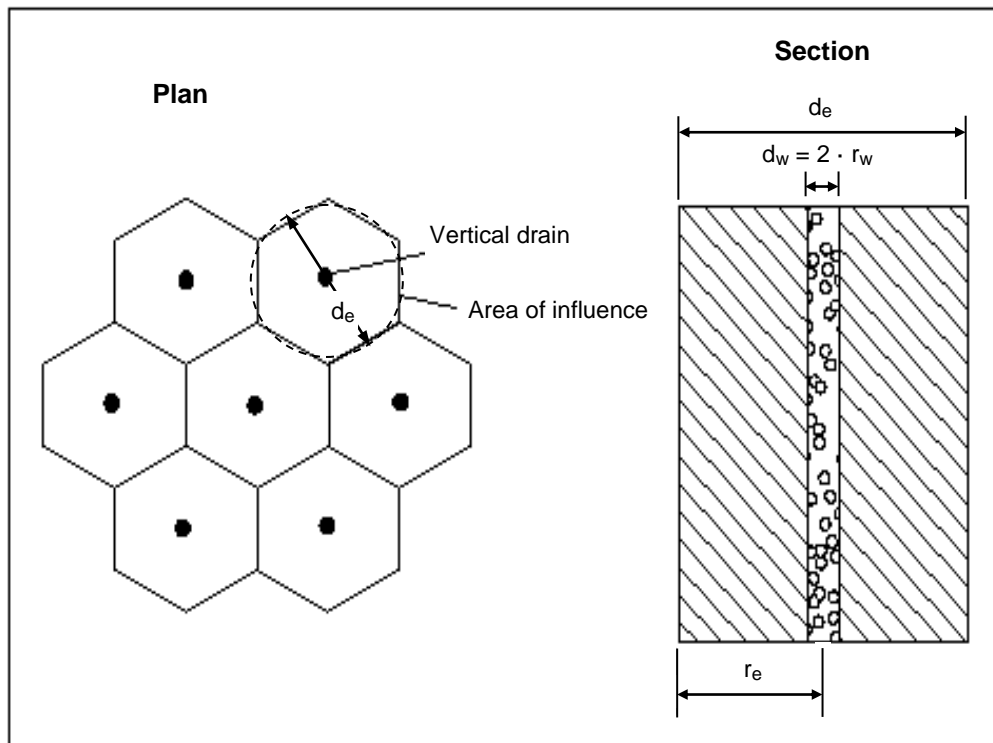 Plan
Vertical drain
de
Area of influence
Section
de
dw = 2 · rw
re